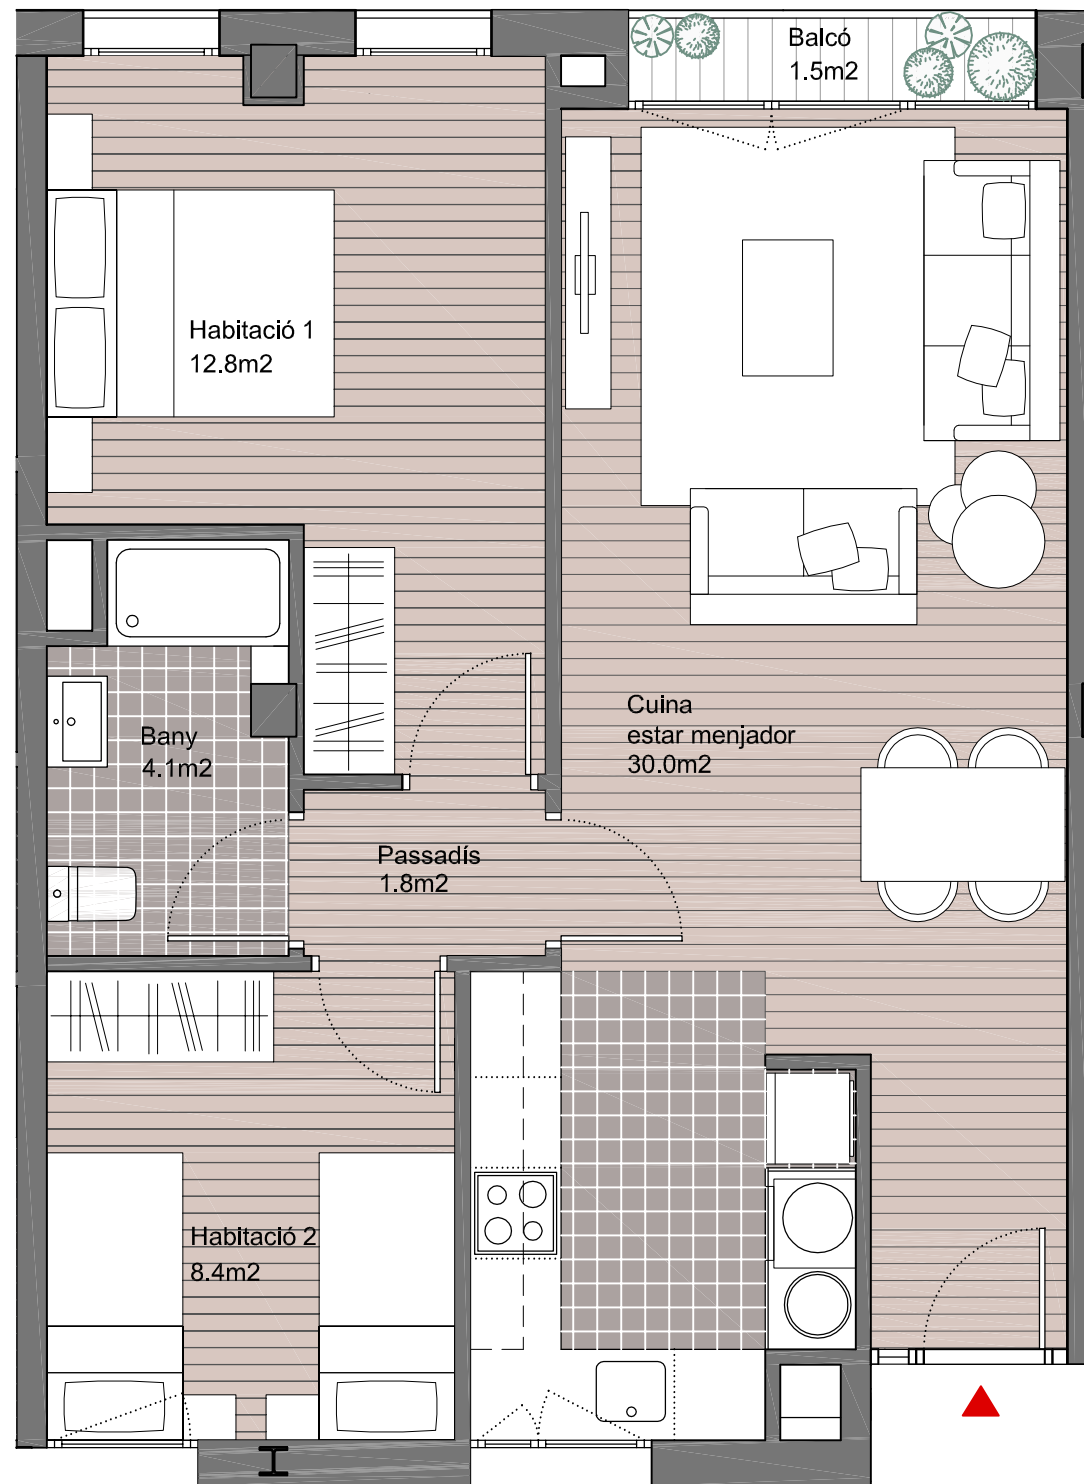 Balcó
1.5m2
Habitació 1
12.8m2
Cuina
estar menjador
30.0m2
Bany
4.1m2
Passadís
1.8m2
Habitació 2
8.4m2